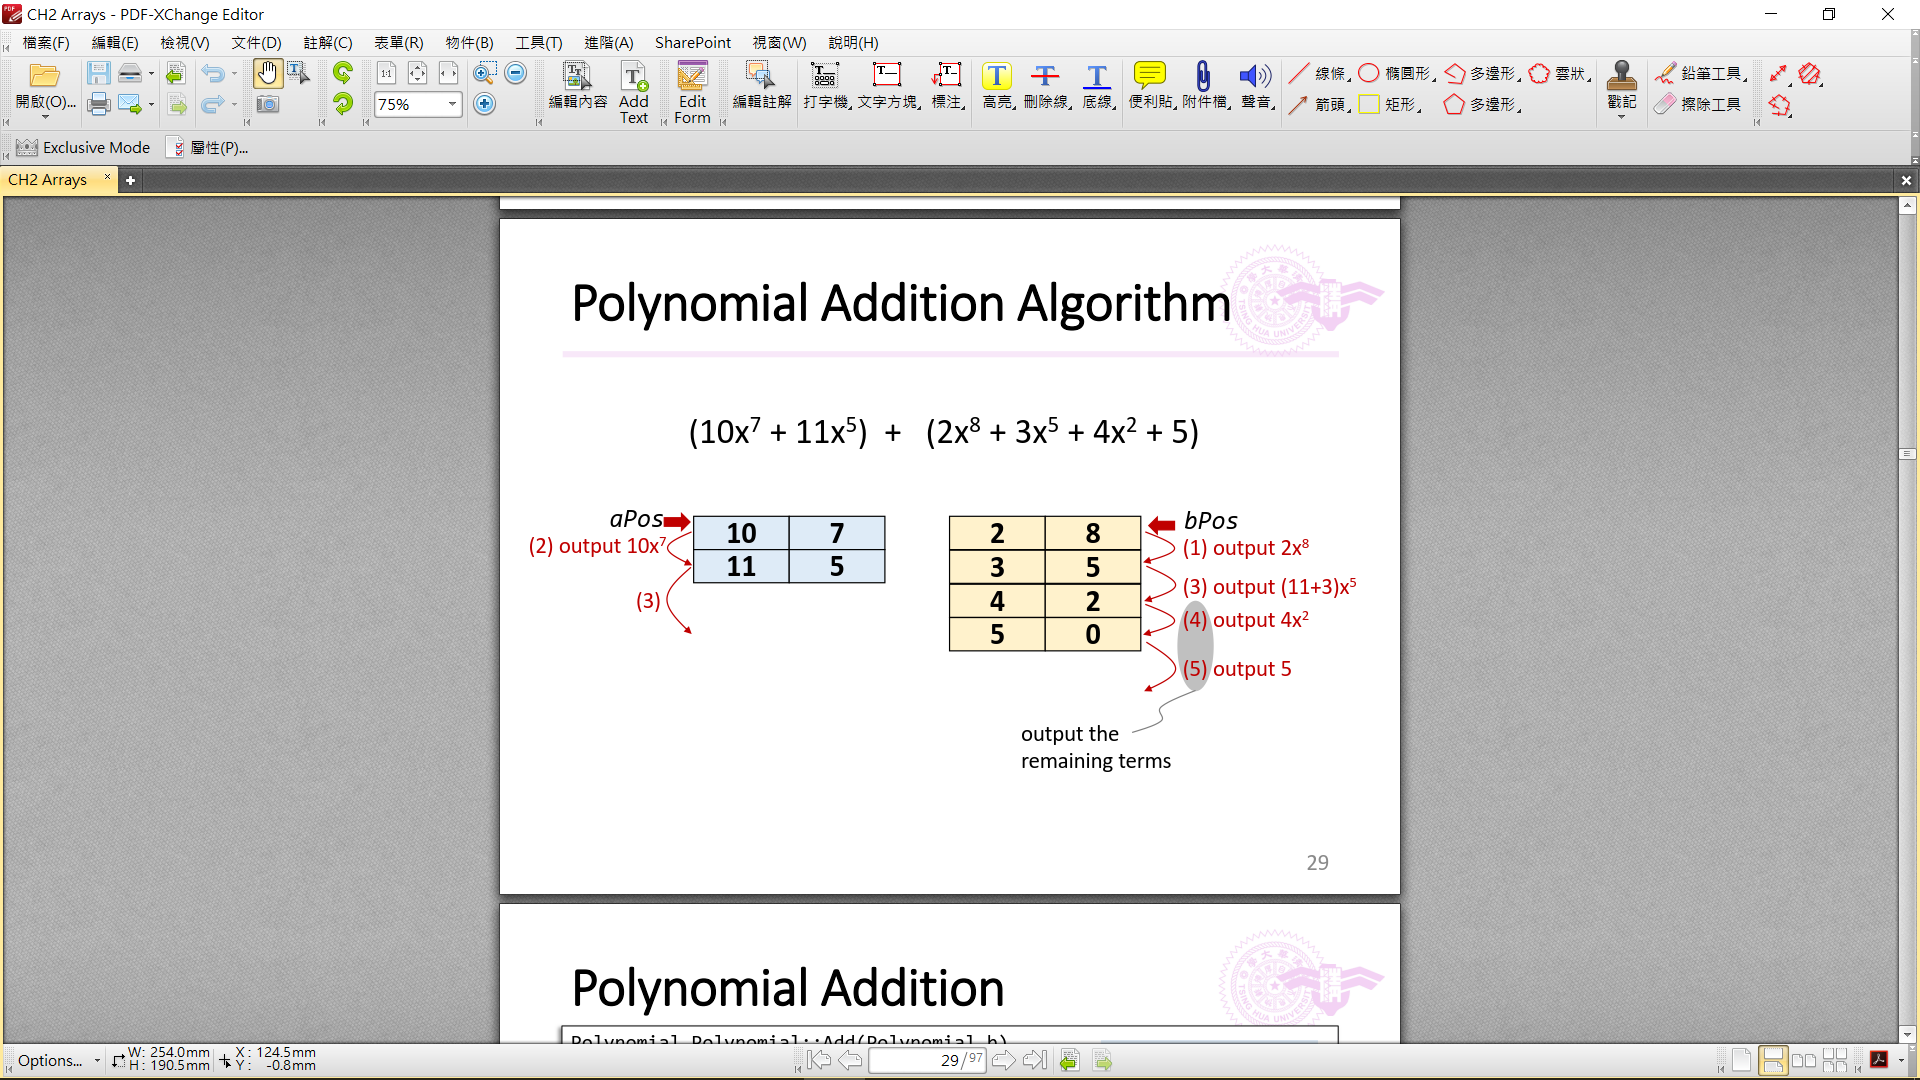 CH2 Arrays - PDF-XChange Editor
檔案(F) 編輯(E) 檢視(V) 文件(D) 註解(C) 表單(R) 物件(B) 工具(T) 進階(A) SharePoint 視窗(W) 說明(H)
開啟(O)... 75% 編輯內容 Add Text Edit Form 編輯註解 打字機 文字方塊 標注 高亮 刪除線 底線 便利貼 附件檔 聲音 線條 橢圓形 多邊形 雲狀 戳記 鉛筆工具
箭頭 矩形 多邊形 擦除工具
Exclusive Mode 屬性(P)...
CH2 Arrays
Polynomial Addition Algorithm
(10x⁷ + 11x⁵) + (2x⁸ + 3x⁵ + 4x² + 5)
aPos 10 7 2 8 bPos
(2) output 10x⁷ (1) output 2x⁸
11 5 3 5 (3) output (11+3)x⁵
(3) 4 2 (4) output 4x²
5 0 (5) output 5
output the
remaining terms
29
Polynomial Addition
Polynomial Polynomial::Add(Polynomial b)
Options... W: 254.0mm X: 124.5mm
H: 190.5mm Y: -0.8mm
29 / 97